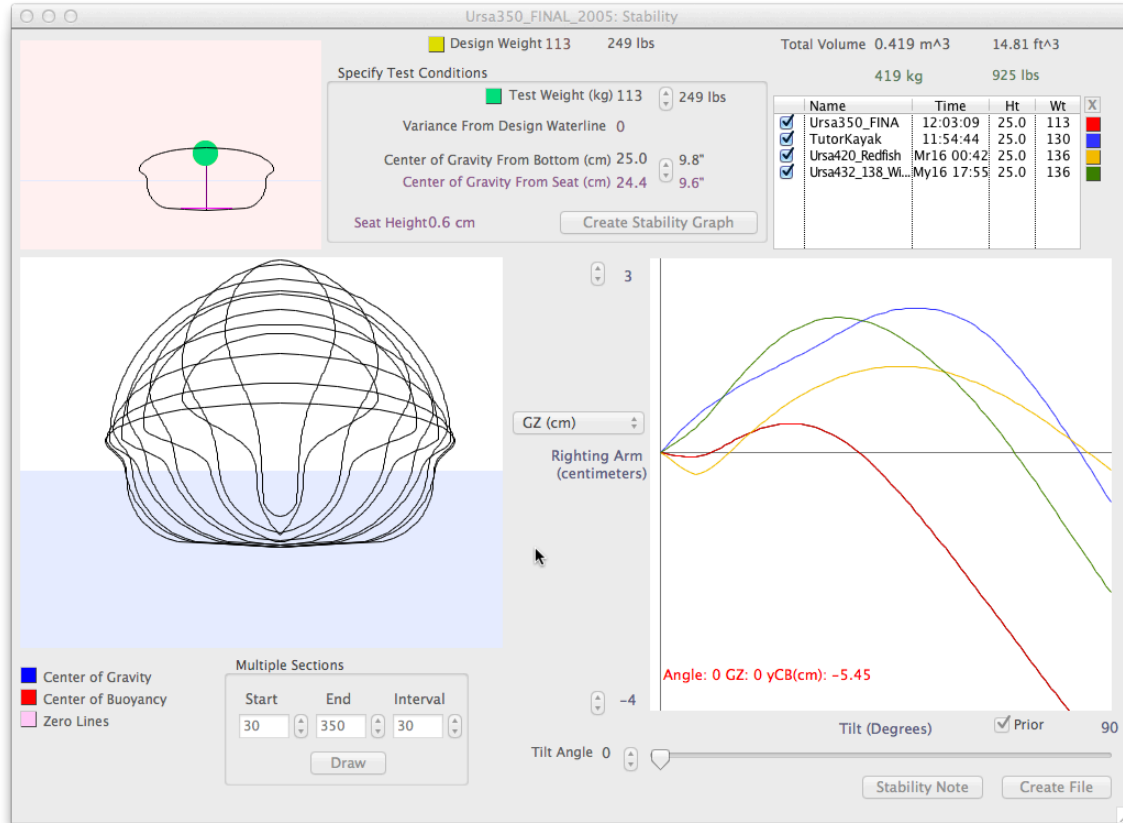 Ursa350_FINAL_2005: Stability
Design Weight 113 249 lbs
Total Volume 0.419 m^3 14.81 ft^3
419 kg 925 lbs
Specify Test Conditions
Test Weight (kg) 113 249 lbs
Variance From Design Waterline 0
Center of Gravity From Bottom (cm) 25.0 9.8"
Center of Gravity From Seat (cm) 24.4 9.6"
Seat Height0.6 cm Create Stability Graph
Name Time Ht Wt X
Ursa350_FINA 12:03:09 25.0 113
TutorKayak 11:54:44 25.0 130
Ursa420_Redfish Mr16 00:42 25.0 136
Ursa432_138_Wi... My16 17:55 25.0 136
3
GZ (cm)
Righting Arm
(centimeters)
-4
Angle: 0 GZ: 0 yCB(cm): -5.45
Tilt (Degrees) Prior 90
Tilt Angle 0
Stability Note Create File
Center of Gravity
Center of Buoyancy
Zero Lines
Multiple Sections
Start End Interval
30 350 30
Draw